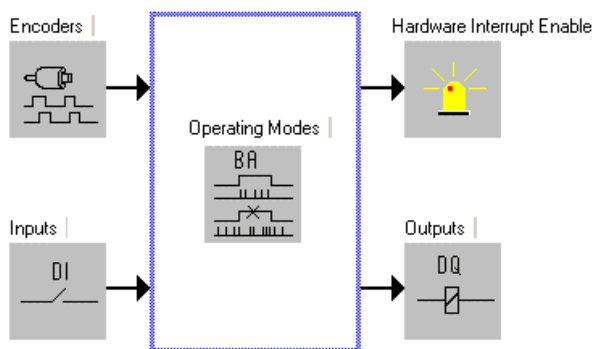 Encoders
Hardware Interrupt Enable
Operating Modes
BA
Inputs
DI
Outputs
DQ